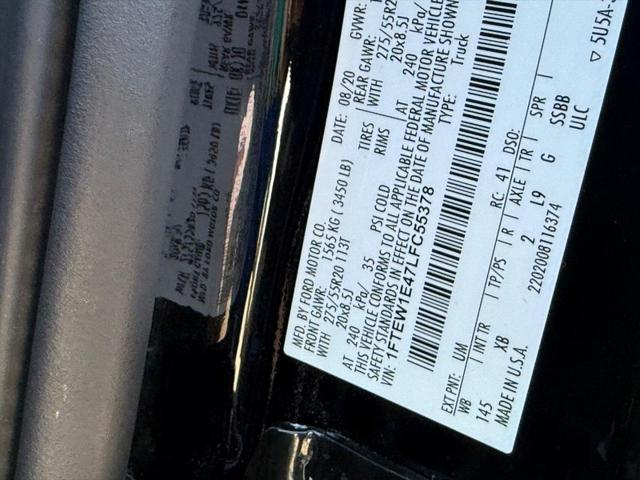 MFD. BY FORD MOTOR CO.
DATE: 08/20
GVWR:
FRONT GAWR: 1565 KG ( 3450 LB)
REAR GAWR:
WITH 275/55R20 113T TIRES
WITH 275/55R20
20x8.5J RIMS
20x8.5J
AT 240 kPa/ 35 PSI COLD
AT 240 kPa/
THIS VEHICLE CONFORMS TO ALL APPLICABLE FEDERAL MOTOR VEHICLE
SAFETY STANDARDS IN EFFECT ON THE DATE OF MANUFACTURE SHOWN
VIN: 1FTEW1E47LFC55378
TYPE: Truck
EXT PNT: UM
RC: 41 DSO:
WB INT TR TP/PS R AXLE TR SPR
145 XB 2 L9 G SSBB
MADE IN U.S.A.
2202008116374
ULC
▽ 5U5A-